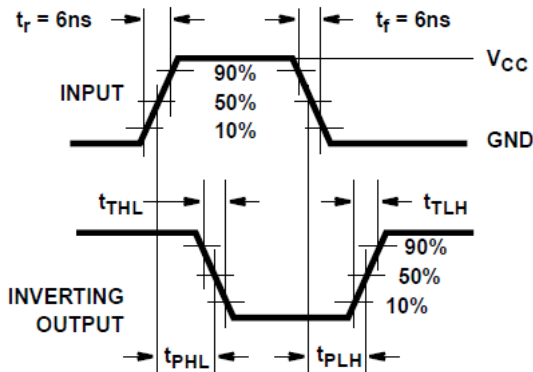 tr = 6ns
tf = 6ns
VCC
INPUT
90%
50%
10%
GND
tTHL
tTLH
90%
50%
10%
INVERTING
OUTPUT
tPHL
tPLH